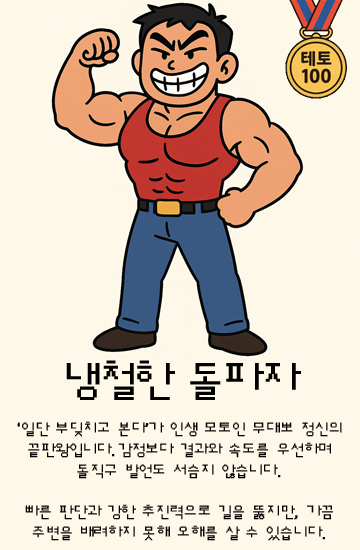 테토
100
냉철한 돌파자
'일단 부딪치고 본다'가 인생 모토인 무대뽀 정신의
끝판왕입니다. 감정보다 결과와 속도를 우선하며
돌직구 발언도 서슴지 않습니다.
빠른 판단과 강한 추진력으로 길을 뚫지만, 가끔
주변을 배려하지 못해 오해를 살 수 있습니다.